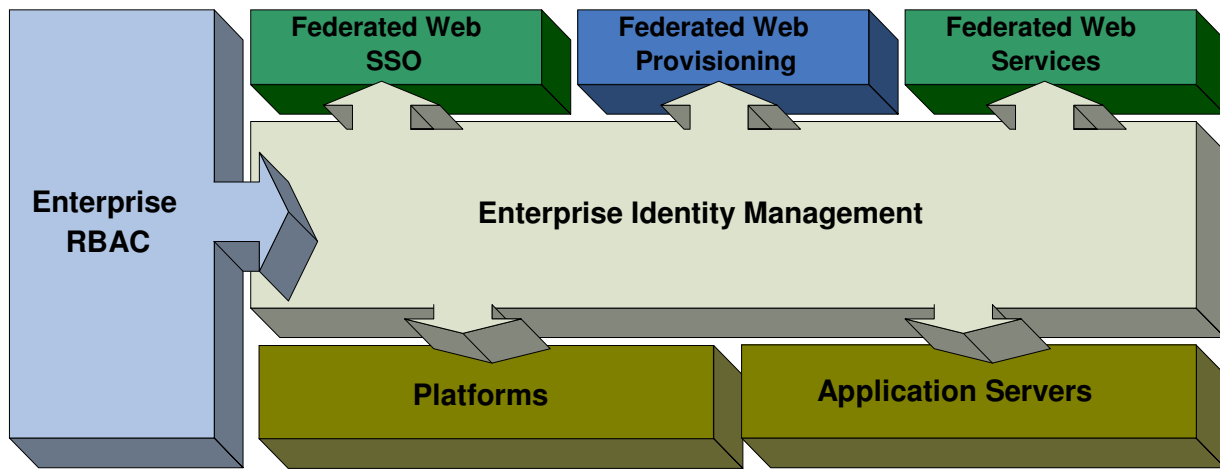 Federated Web
SSO
Federated Web
Provisioning
Federated Web
Services
Enterprise
RBAC
Enterprise Identity Management
Platforms
Application Servers